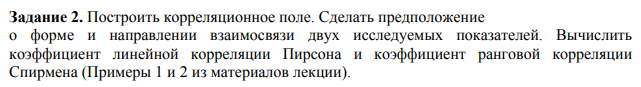 Задание 2. Построить корреляционное поле. Сделать предположение
о форме и направлении взаимосвязи двух исследуемых показателей. Вычислить
коэффициент линейной корреляции Пирсона и коэффициент ранговой корреляции
Спирмена (Примеры 1 и 2 из материалов лекции).